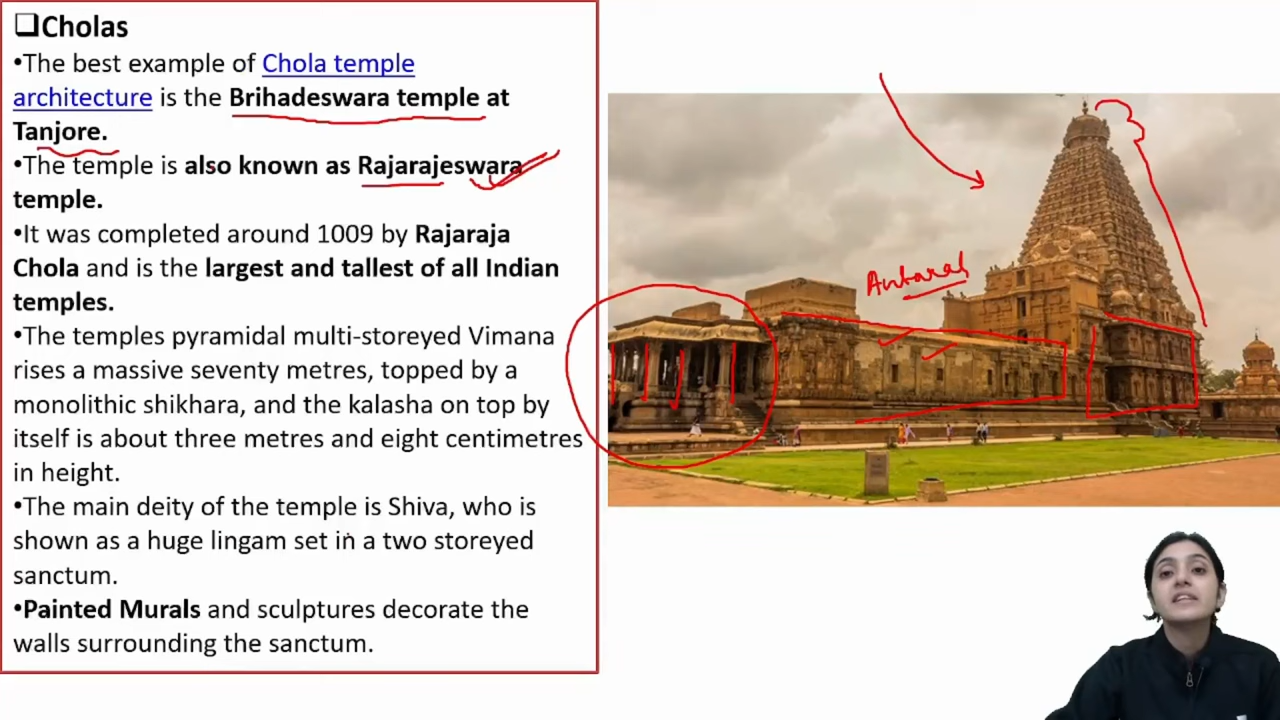 ❑Cholas
•The best example of Chola temple
architecture is the Brihadeswara temple at
Tanjore.
•The temple is also known as Rajarajeswara
temple.
•It was completed around 1009 by Rajaraja
Chola and is the largest and tallest of all Indian
temples.
•The temples pyramidal multi-storeyed Vimana
rises a massive seventy metres, topped by a
monolithic shikhara, and the kalasha on top by
itself is about three metres and eight centimetres
in height.
•The main deity of the temple is Shiva, who is
shown as a huge lingam set in a two storeyed
sanctum.
•Painted Murals and sculptures decorate the
walls surrounding the sanctum.
Antaral